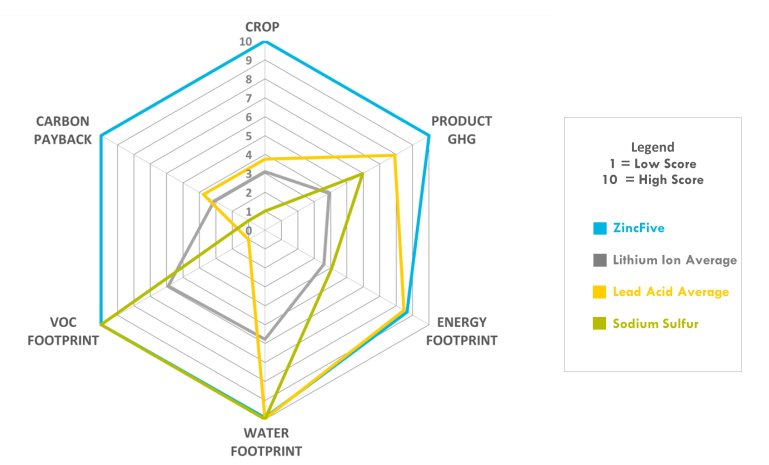 CROP
10
9
8
7
6
5
4
3
2
1
0
PRODUCT
GHG
ENERGY
FOOTPRINT
WATER
FOOTPRINT
VOC
FOOTPRINT
CARBON
PAYBACK
Legend
1 = Low Score
10 = High Score
ZincFive
Lithium Ion Average
Lead Acid Average
Sodium Sulfur